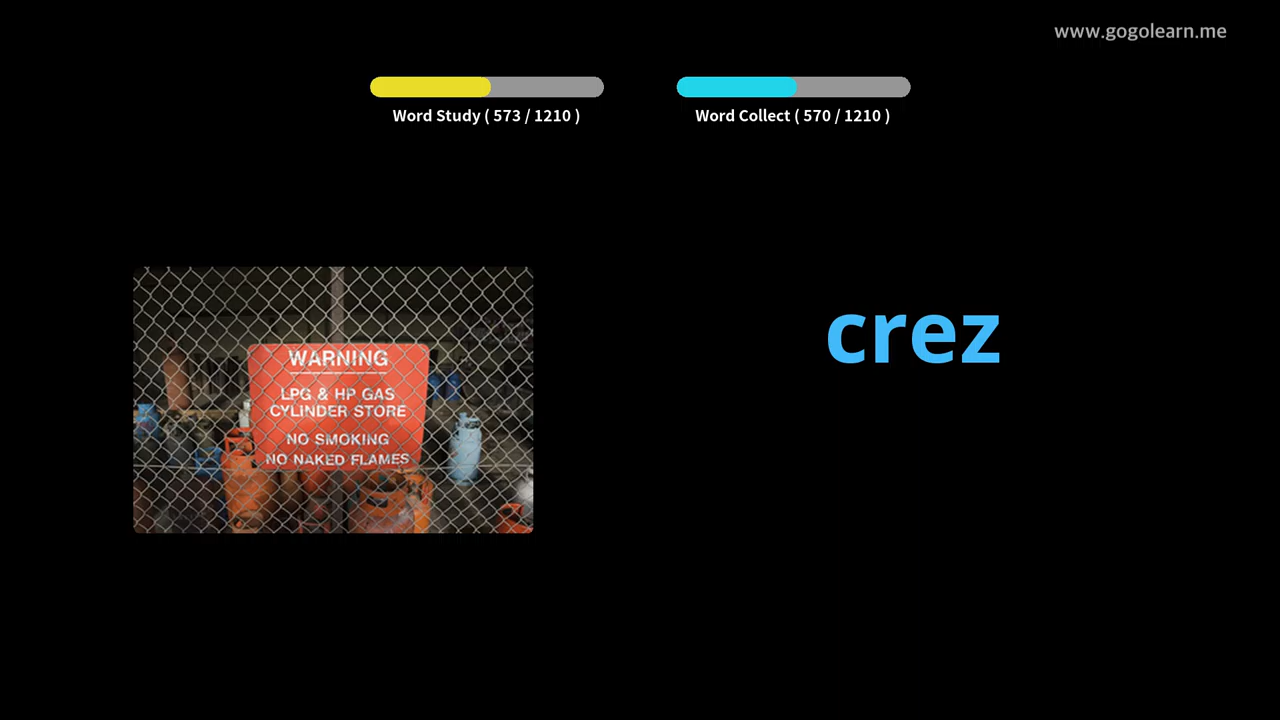 www.gogolearn.me
Word Study ( 573 / 1210 )
Word Collect ( 570 / 1210 )
WARNING
LPG & HP GAS
CYLINDER STORE
NO SMOKING
NO NAKED FLAMES
crez